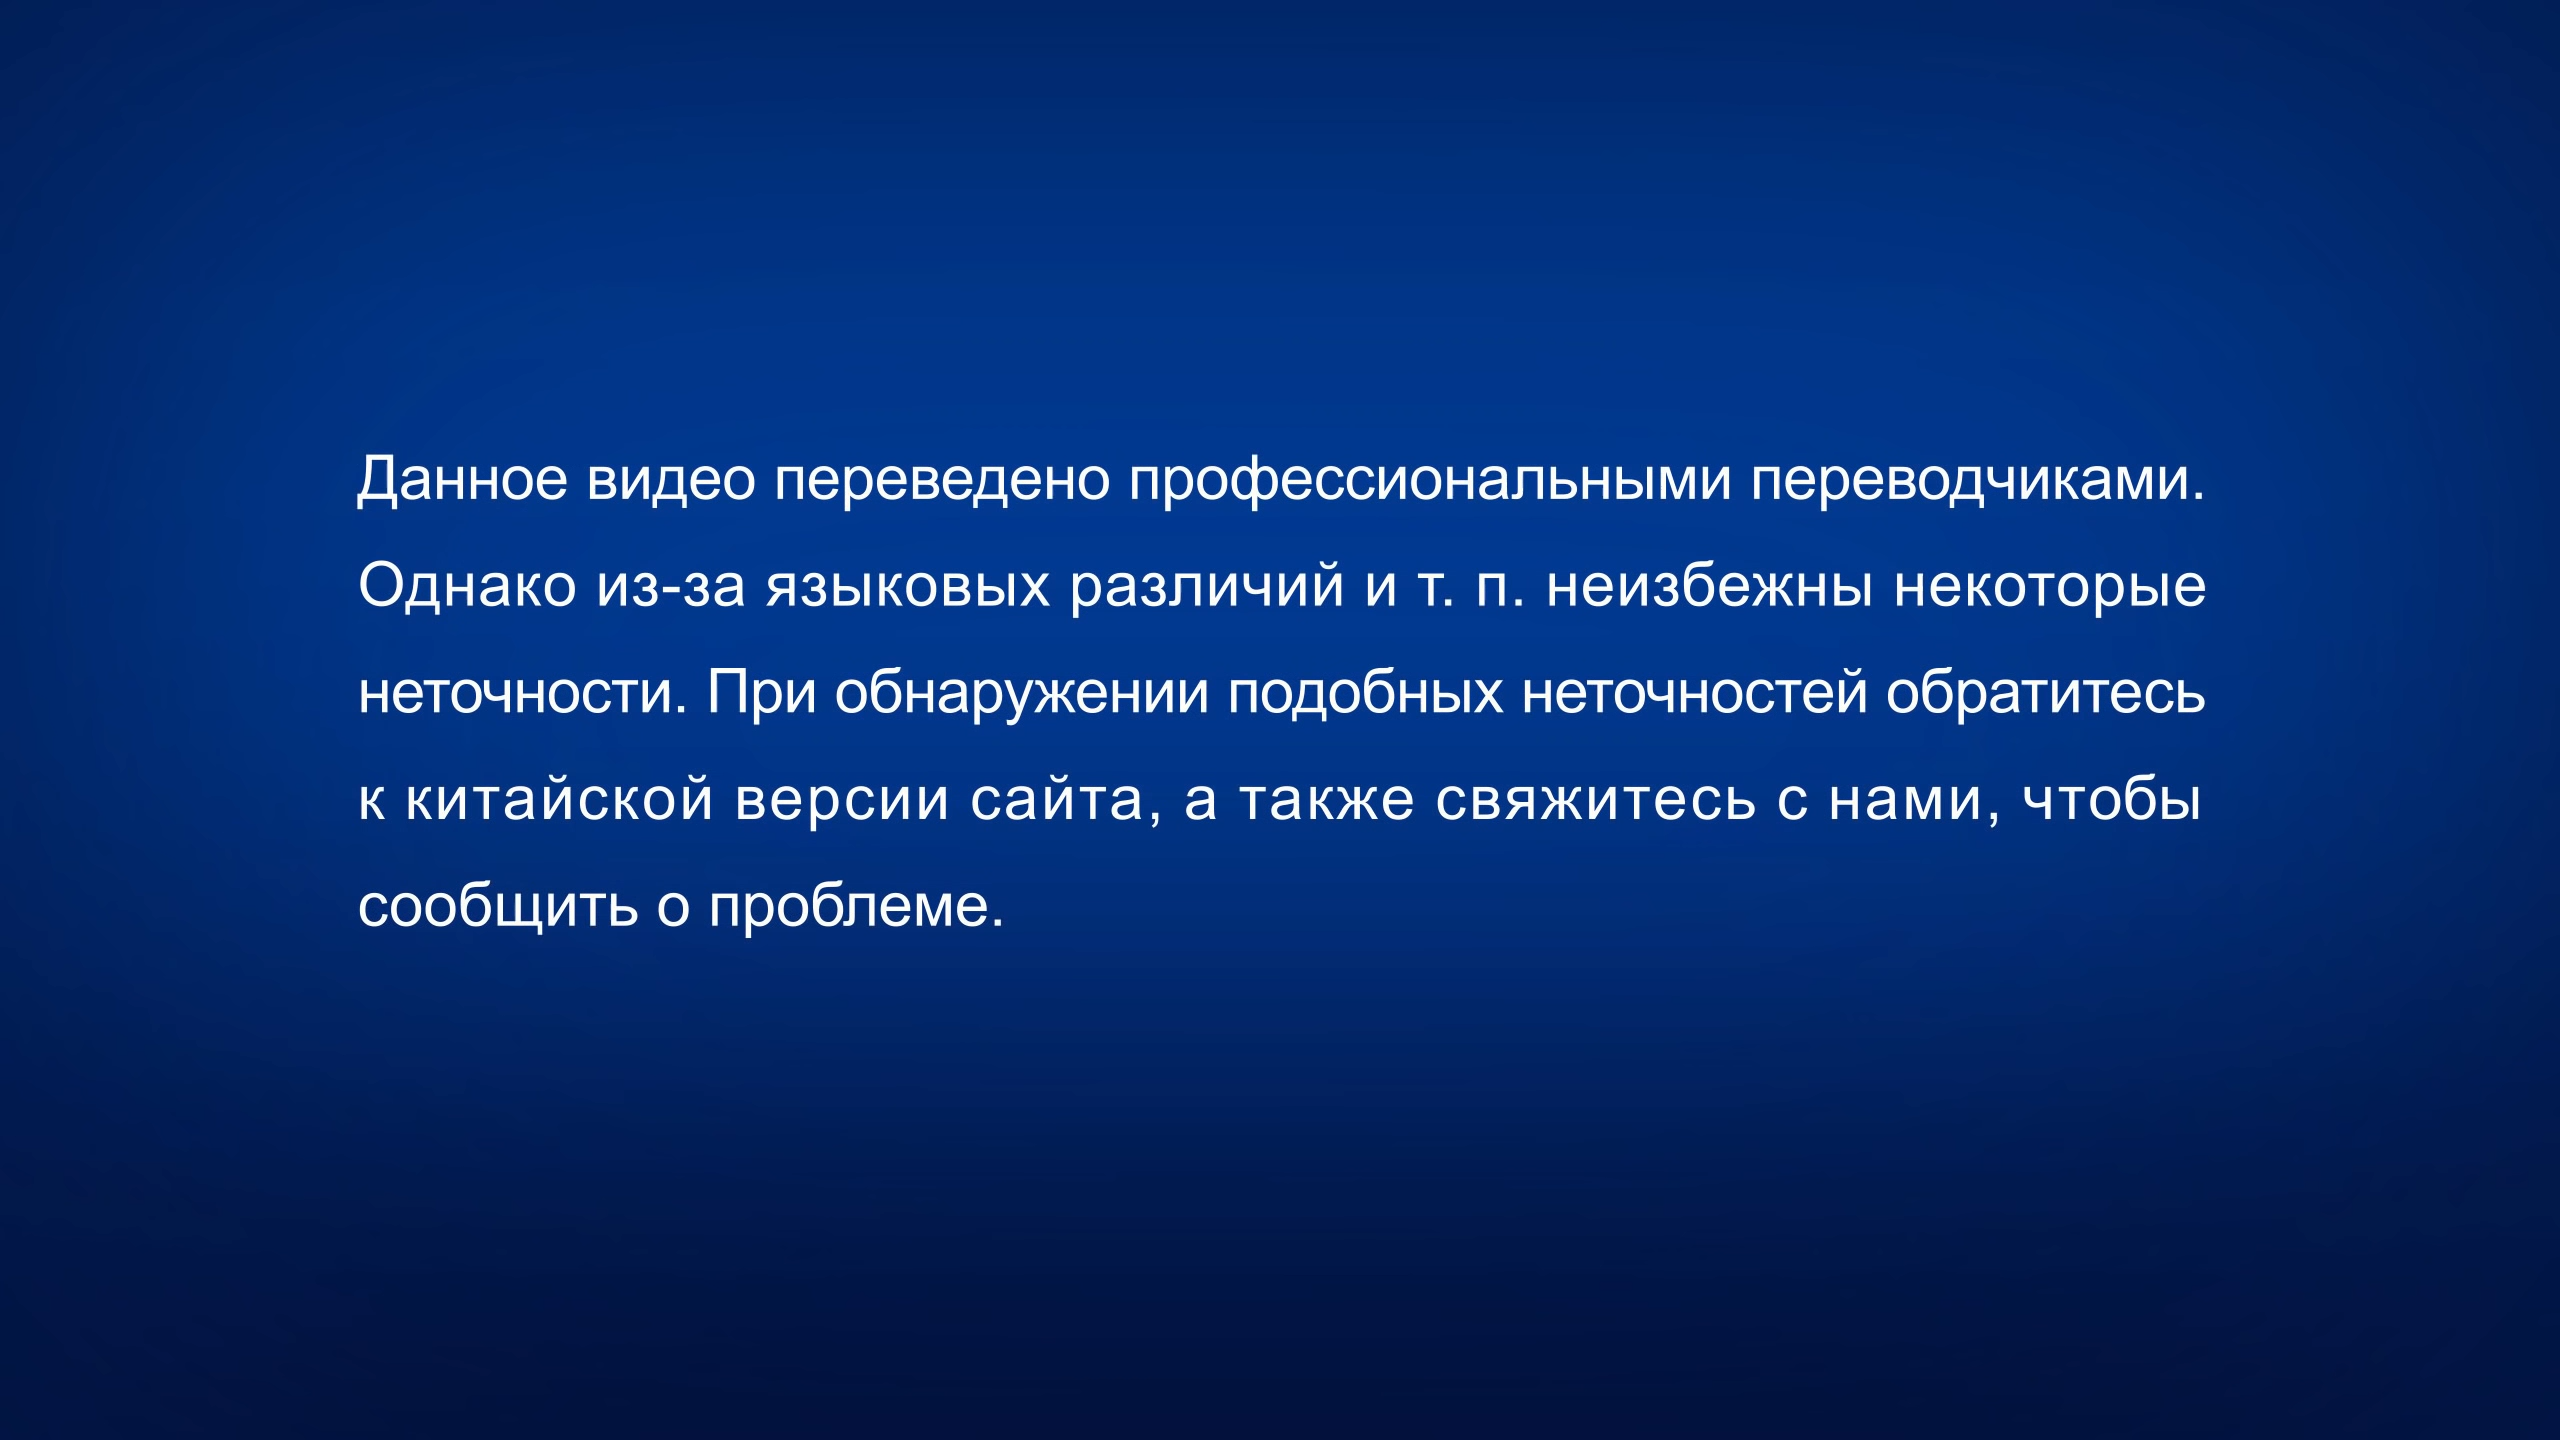 Данное видео переведено профессиональными переводчиками.
Однако из-за языковых различий и т. п. неизбежны некоторые
неточности. При обнаружении подобных неточностей обратитесь
к китайской версии сайта, а также свяжитесь с нами, чтобы
сообщить о проблеме.